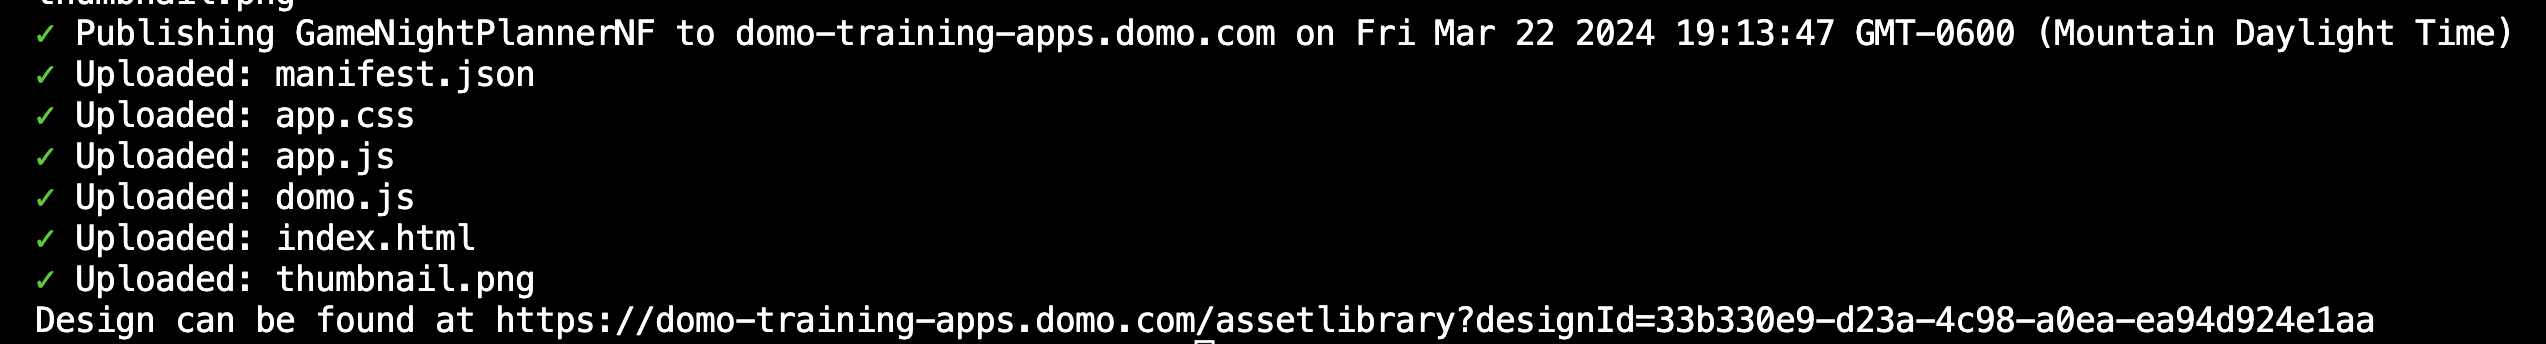 thumbnail.png
✓ Publishing GameNightPlannerNF to domo-training-apps.domo.com on Fri Mar 22 2024 19:13:47 GMT-0600 (Mountain Daylight Time)
✓ Uploaded: manifest.json
✓ Uploaded: app.css
✓ Uploaded: app.js
✓ Uploaded: domo.js
✓ Uploaded: index.html
✓ Uploaded: thumbnail.png
Design can be found at https://domo-training-apps.domo.com/assetlibrary?designId=33b330e9-d23a-4c98-a0ea-ea94d924e1aa